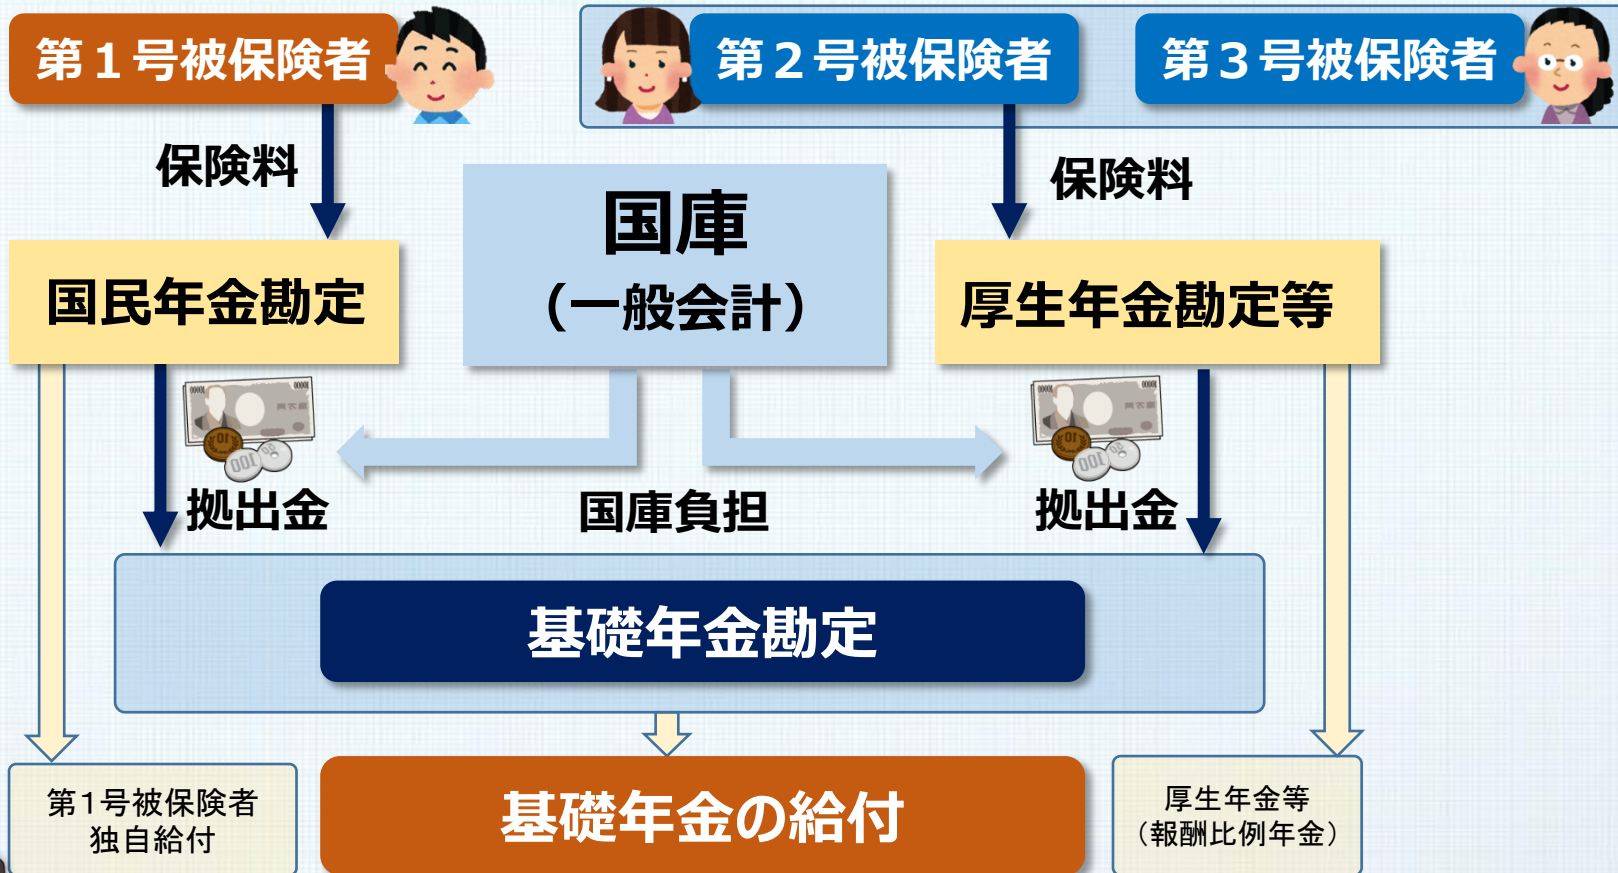 第１号被保険者
第２号被保険者
第３号被保険者
保険料
保険料
国庫
（一般会計）
国民年金勘定
厚生年金勘定等
拠出金
国庫負担
拠出金
基礎年金勘定
第1号被保険者
独自給付
基礎年金の給付
厚生年金等
（報酬比例年金）